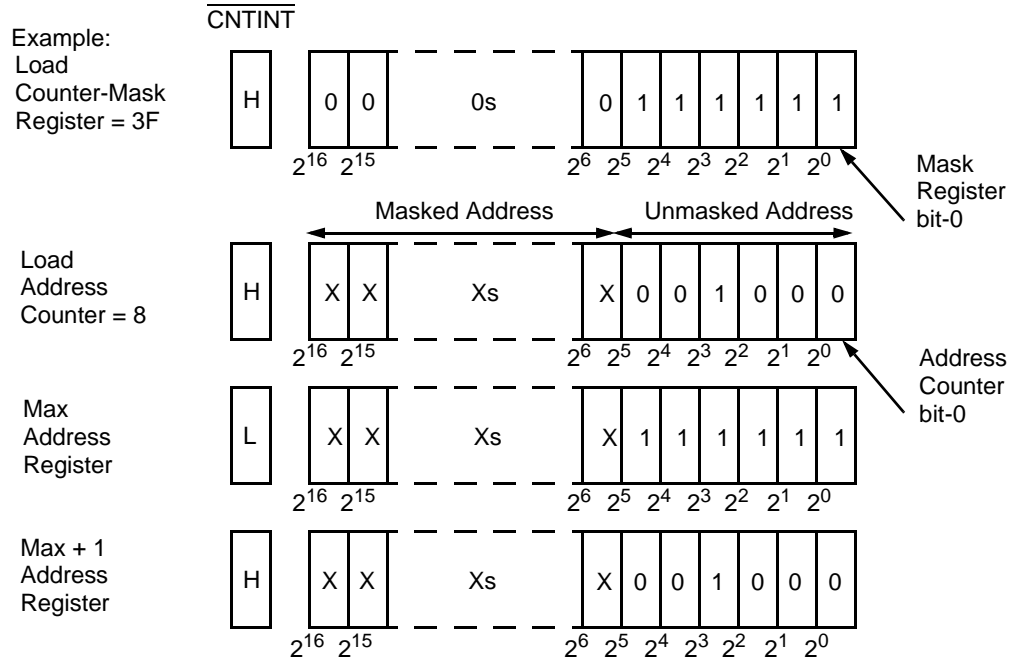 CNTINT
Example:
Load
Counter-Mask
Register = 3F
H 0 0 0s 0 1 1 1 1 1 1
2^16 2^15 2^6 2^5 2^4 2^3 2^2 2^1 2^0
Mask
Register
bit-0
Masked Address Unmasked Address
Load
Address
Counter = 8
H X X Xs X 0 0 1 0 0 0
2^16 2^15 2^6 2^5 2^4 2^3 2^2 2^1 2^0
Address
Counter
bit-0
Max
Address
Register
L X X Xs X 1 1 1 1 1 1
2^16 2^15 2^6 2^5 2^4 2^3 2^2 2^1 2^0
Max + 1
Address
Register
H X X Xs X 0 0 1 0 0 0
2^16 2^15 2^6 2^5 2^4 2^3 2^2 2^1 2^0